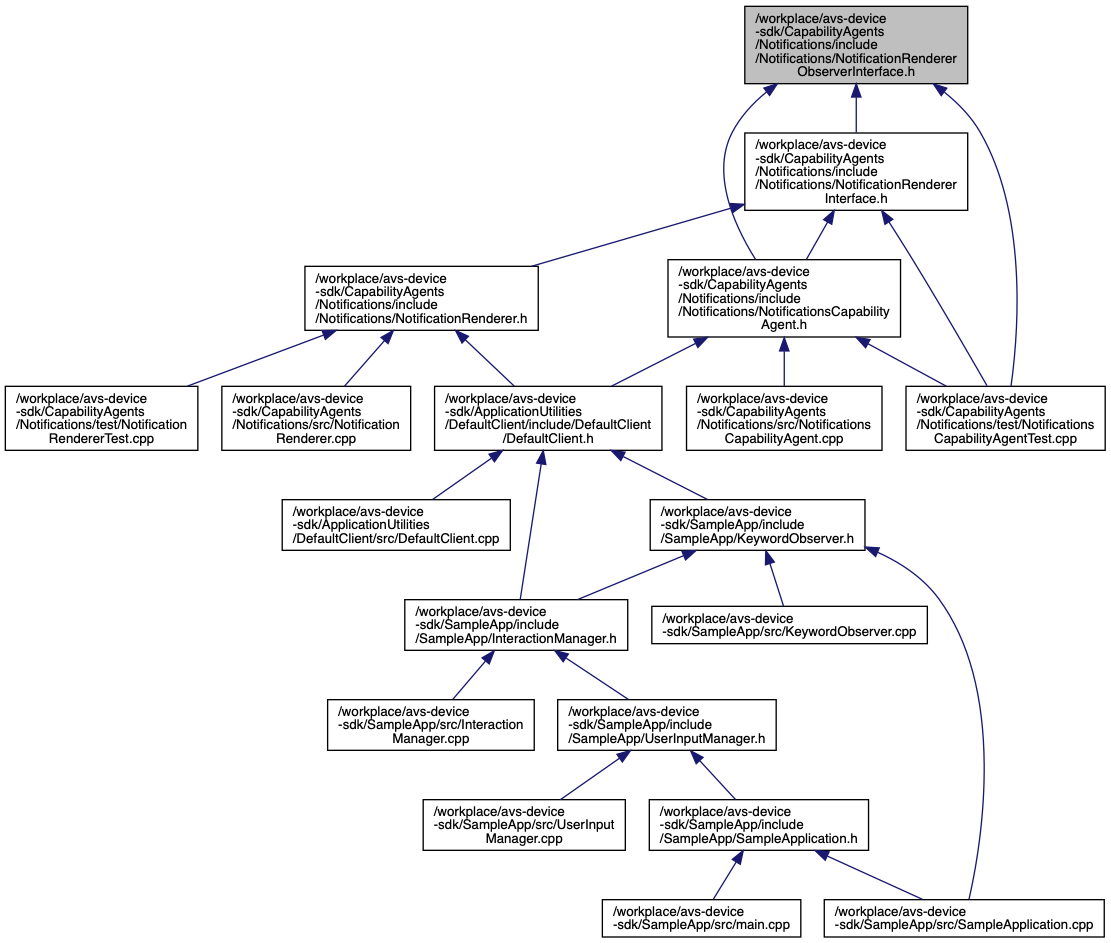 /workplace/avs-device
-sdk/CapabilityAgents
/Notifications/include
/Notifications/NotificationRenderer
ObserverInterface.h
/workplace/avs-device
-sdk/CapabilityAgents
/Notifications/include
/Notifications/NotificationRenderer
Interface.h
/workplace/avs-device
-sdk/CapabilityAgents
/Notifications/include
/Notifications/NotificationRenderer.h
/workplace/avs-device
-sdk/CapabilityAgents
/Notifications/include
/Notifications/NotificationsCapability
Agent.h
/workplace/avs-device
-sdk/CapabilityAgents
/Notifications/test/Notification
RendererTest.cpp
/workplace/avs-device
-sdk/CapabilityAgents
/Notifications/src/Notification
Renderer.cpp
/workplace/avs-device
-sdk/ApplicationUtilities
/DefaultClient/include/DefaultClient
/DefaultClient.h
/workplace/avs-device
-sdk/CapabilityAgents
/Notifications/src/Notifications
CapabilityAgent.cpp
/workplace/avs-device
-sdk/CapabilityAgents
/Notifications/test/Notifications
CapabilityAgentTest.cpp
/workplace/avs-device
-sdk/ApplicationUtilities
/DefaultClient/src/DefaultClient.cpp
/workplace/avs-device
-sdk/SampleApp/include
/SampleApp/KeywordObserver.h
/workplace/avs-device
-sdk/SampleApp/include
/SampleApp/InteractionManager.h
/workplace/avs-device
-sdk/SampleApp/src/KeywordObserver.cpp
/workplace/avs-device
-sdk/SampleApp/src/Interaction
Manager.cpp
/workplace/avs-device
-sdk/SampleApp/include
/SampleApp/UserInputManager.h
/workplace/avs-device
-sdk/SampleApp/src/UserInput
Manager.cpp
/workplace/avs-device
-sdk/SampleApp/include
/SampleApp/SampleApplication.h
/workplace/avs-device
-sdk/SampleApp/src/main.cpp
/workplace/avs-device
-sdk/SampleApp/src/SampleApplication.cpp